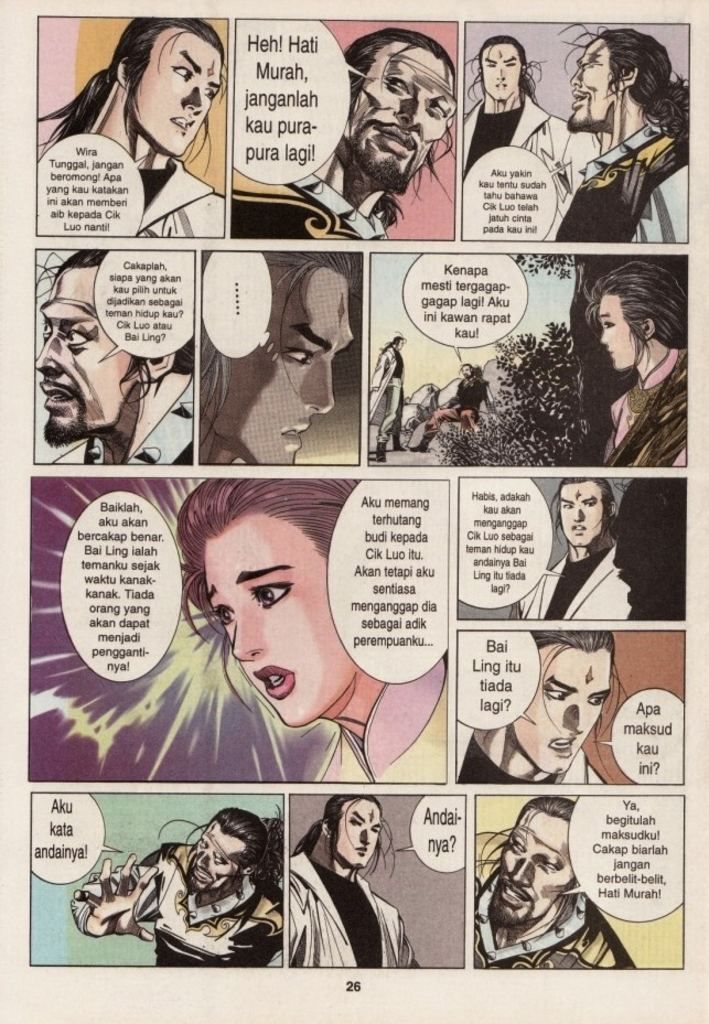 Wira
Tunggal, jangan
beromong! Apa
yang kau katakan
ini akan memberi
aib kepada Cik
Luo nanti!
Heh! Hati
Murah,
janganlah
kau pura-
pura lagi!
Aku yakin
kau tentu sudah
tahu bahawa
Cik Luo telah
jatuh cinta
pada kau ini!
Cakaplah,
siapa yang akan
kau pilih untuk
dijadikan sebagai
teman hidup kau?
Cik Luo atau
Bai Ling?
......
Kenapa
mesti tergagap-
gagap lagi! Aku
ini kawan rapat
kau!
Baiklah,
aku akan
bercakap benar.
Bai Ling ialah
temanku sejak
waktu kanak-
kanak. Tiada
orang yang
akan dapat
menjadi
pengganti-
nya!
Aku memang
terhutang
budi kepada
Cik Luo itu.
Akan tetapi aku
sentiasa
menganggap dia
sebagai adik
perempuanku...
Habis, adakah
kau akan
menganggap
Cik Luo sebagai
teman hidup kau
andainya Bai
Ling itu tiada
lagi?
Bai
Ling itu
tiada
lagi?
Apa
maksud
kau
ini?
Aku
kata
andainya!
Andai-
nya?
Ya,
begitulah
maksudku!
Cakap biarlah
jangan
berbelit-belit,
Hati Murah!
26